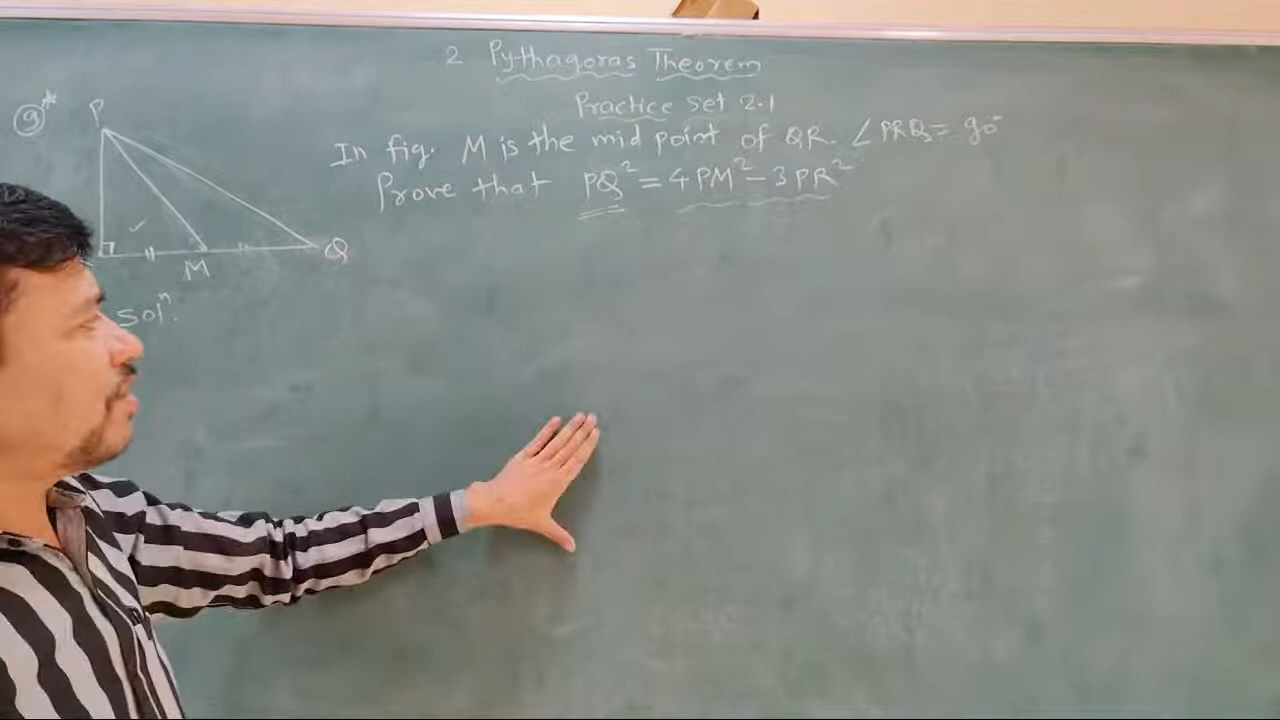 2 Pythagoras Theorem
Practice set 2.1
9*
In fig. M is the mid point of QR. ∠PRQ = 90°
Prove that PQ² = 4PM² - 3PR²
P
M
Q
solⁿ: